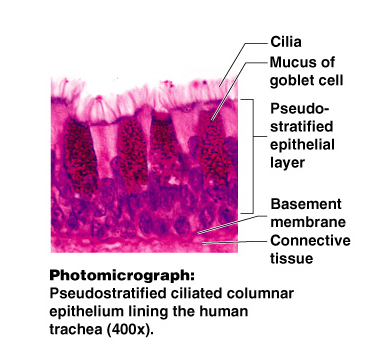 Cilia
Mucus of
goblet cell
Pseudo-
stratified
epithelial
layer
Basement
membrane
Connective
tissue
Photomicrograph:
Pseudostratified ciliated columnar
epithelium lining the human
trachea (400x).